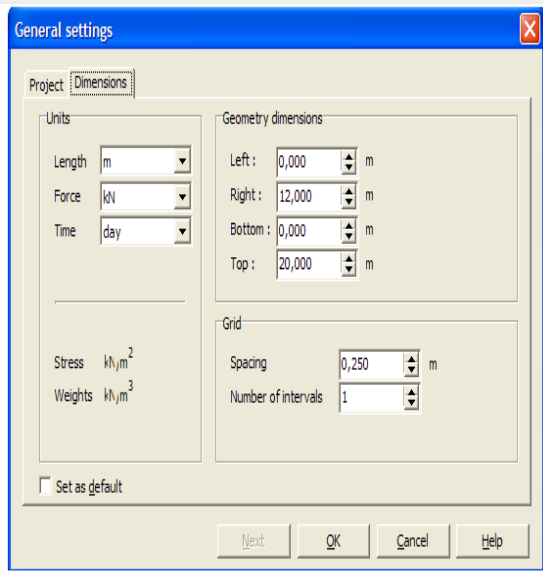 General settings
Project Dimensions
Units
Length m
Force kN
Time day
Stress kN/m²
Weights kN/m³
Geometry dimensions
Left : 0,000 m
Right : 12,000 m
Bottom : 0,000 m
Top : 20,000 m
Grid
Spacing 0,250 m
Number of intervals 1
Set as default
Next OK Cancel Help